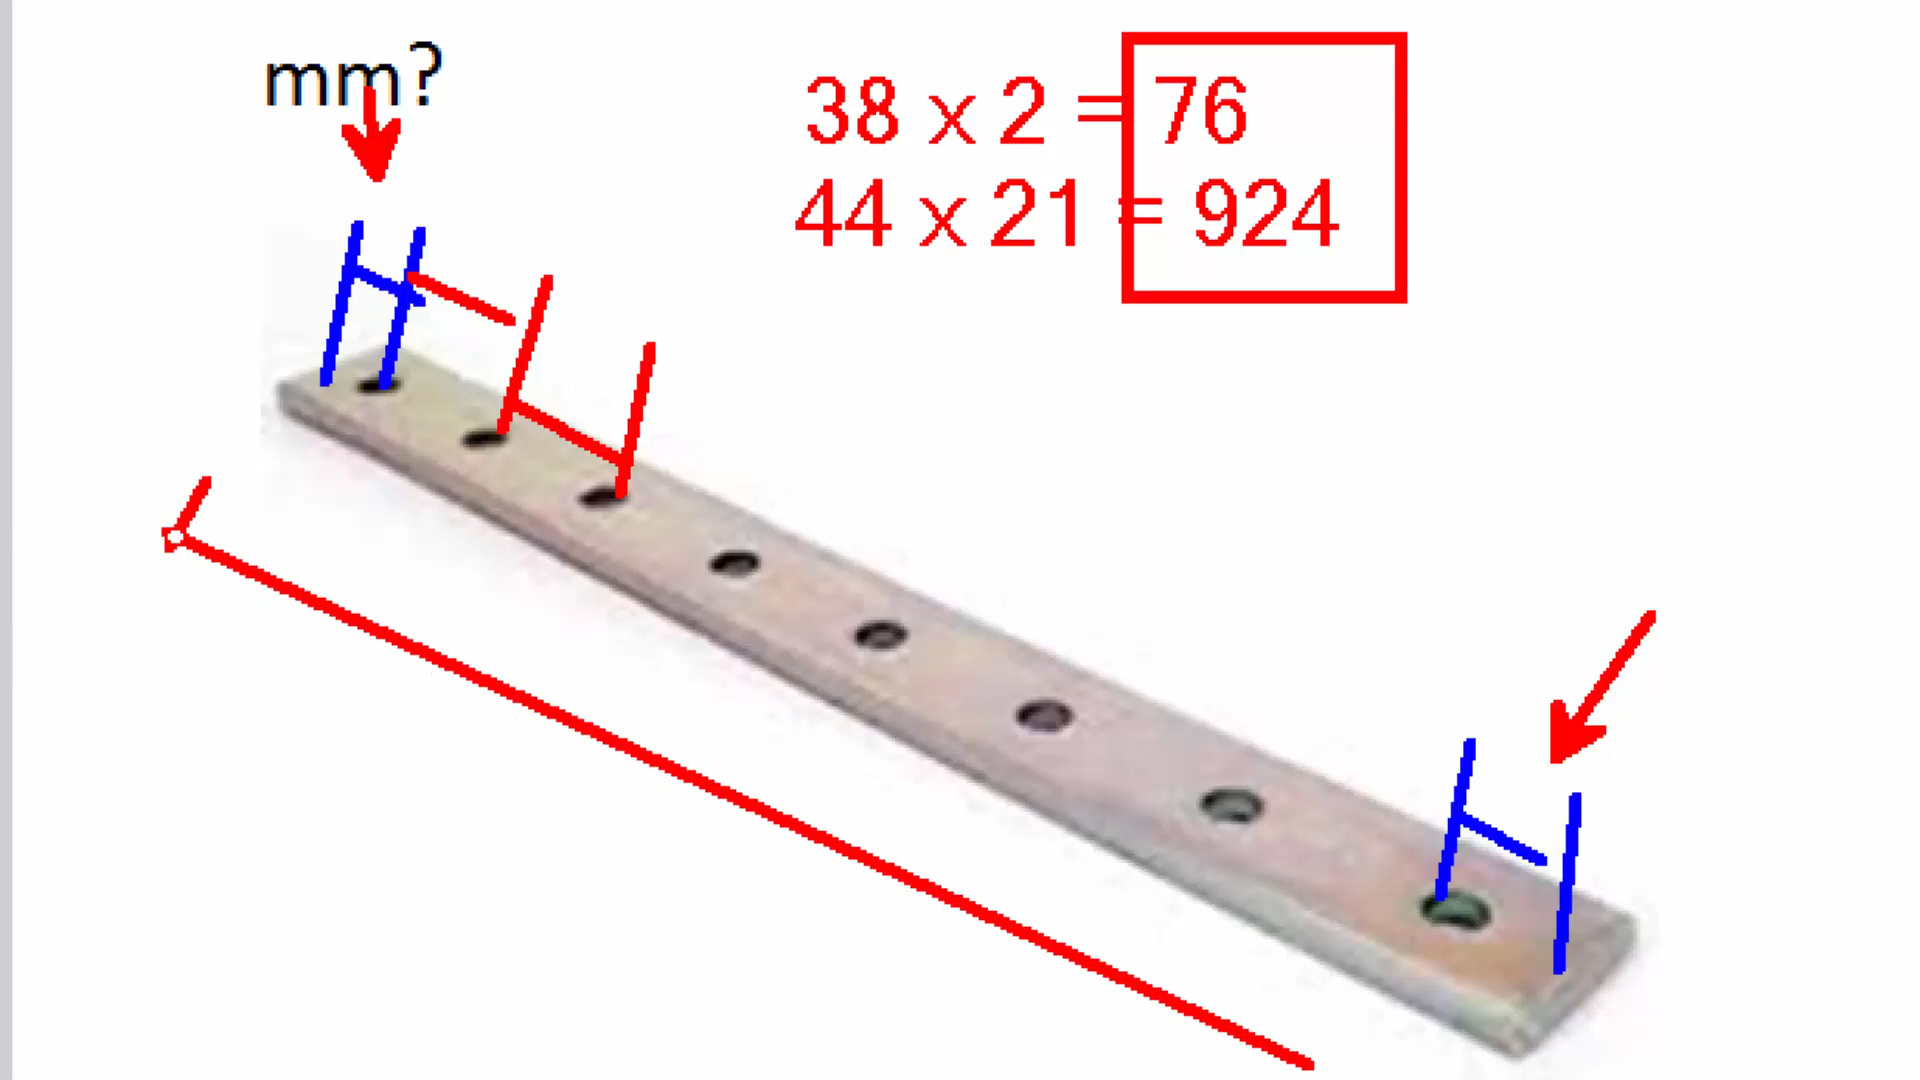 mm?
38 x 2 = 76
44 x 21 = 924